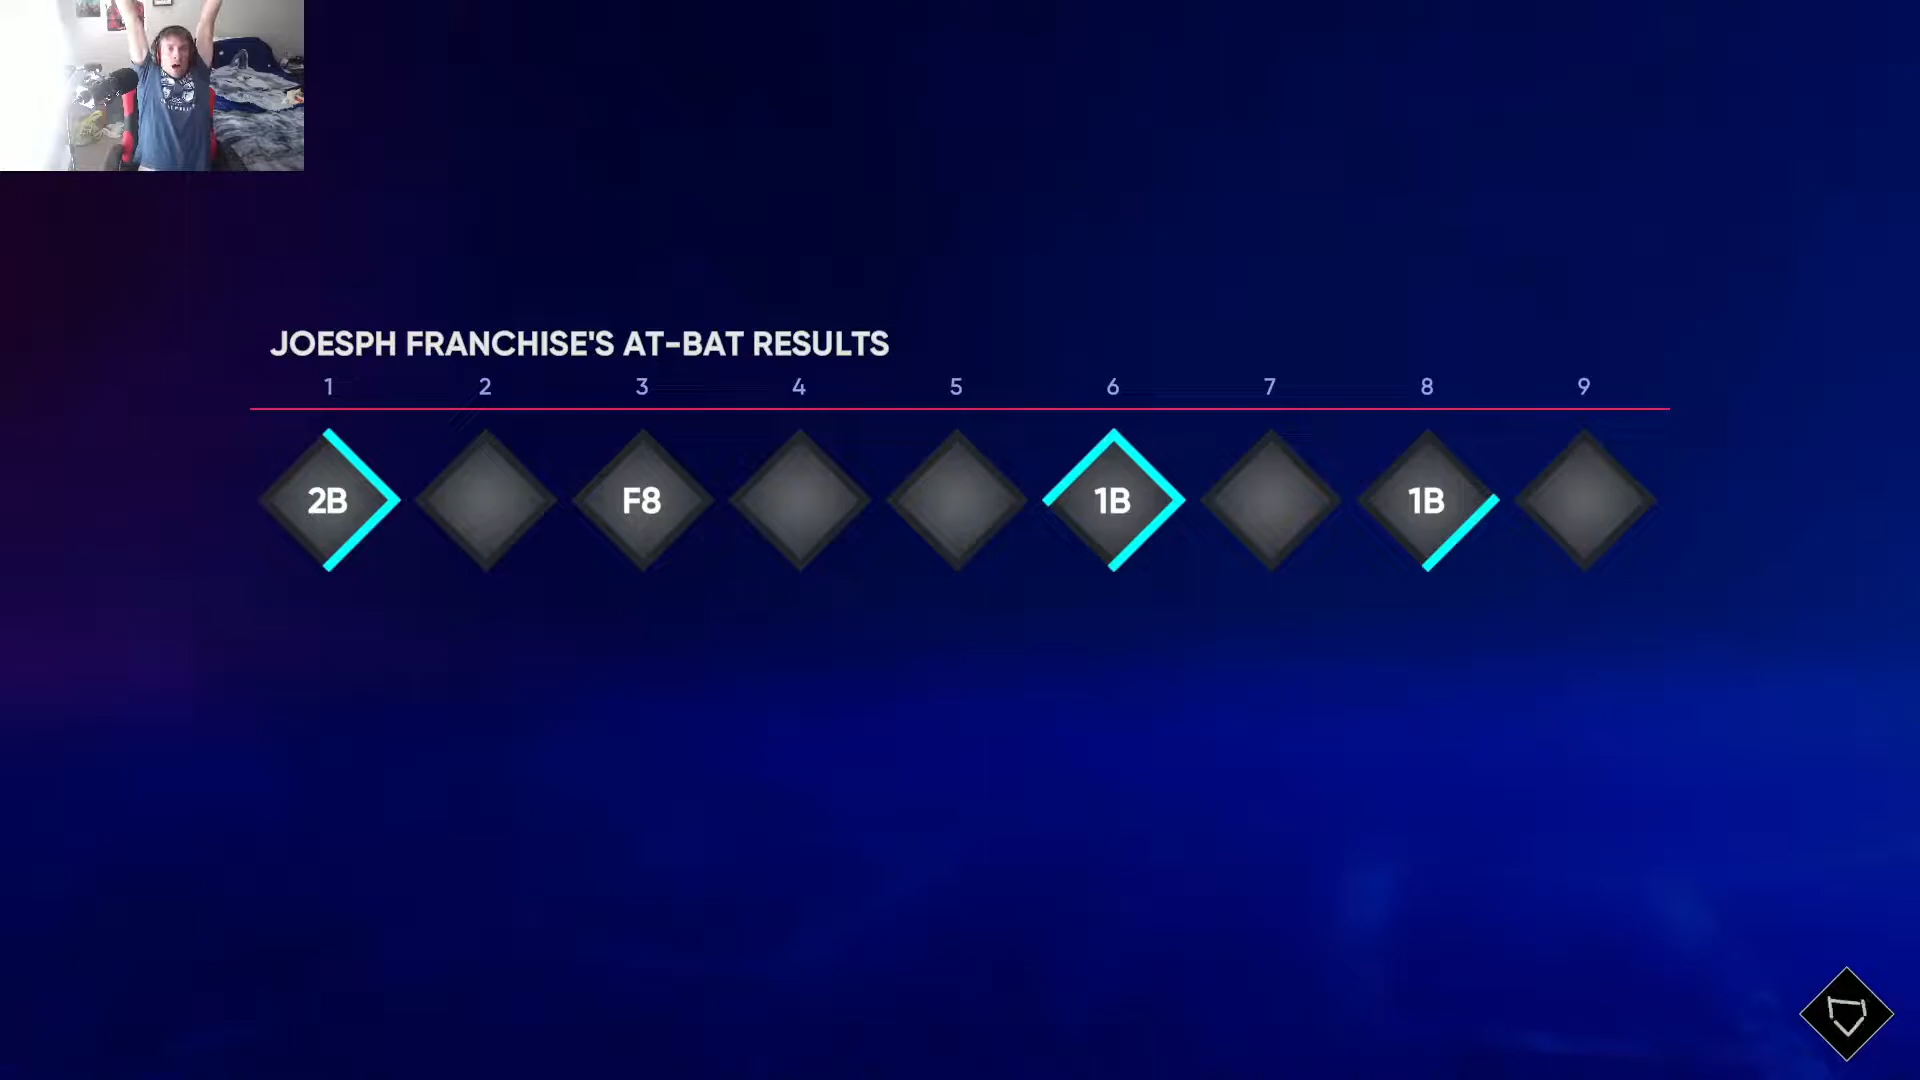 JOESPH FRANCHISE'S AT-BAT RESULTS
1 2 3 4 5 6 7 8 9
2B F8 1B 1B